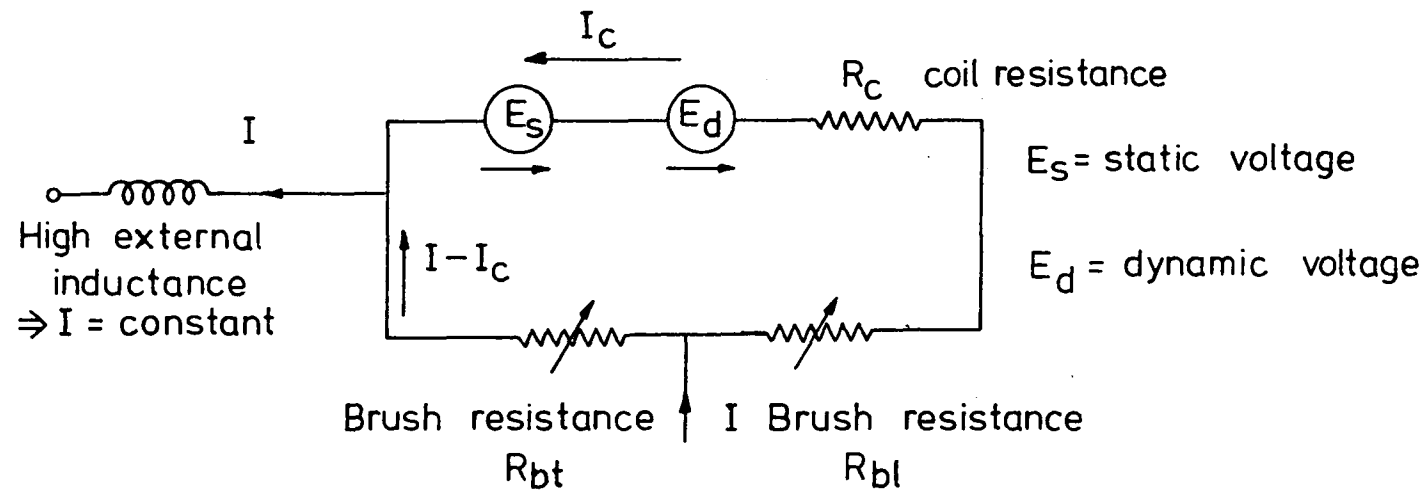 I_c
R_c coil resistance
I
E_s
E_d
E_s = static voltage
High external
inductance
⇒ I = constant
I - I_c
E_d = dynamic voltage
Brush resistance
R_bt
I
Brush resistance
R_bl